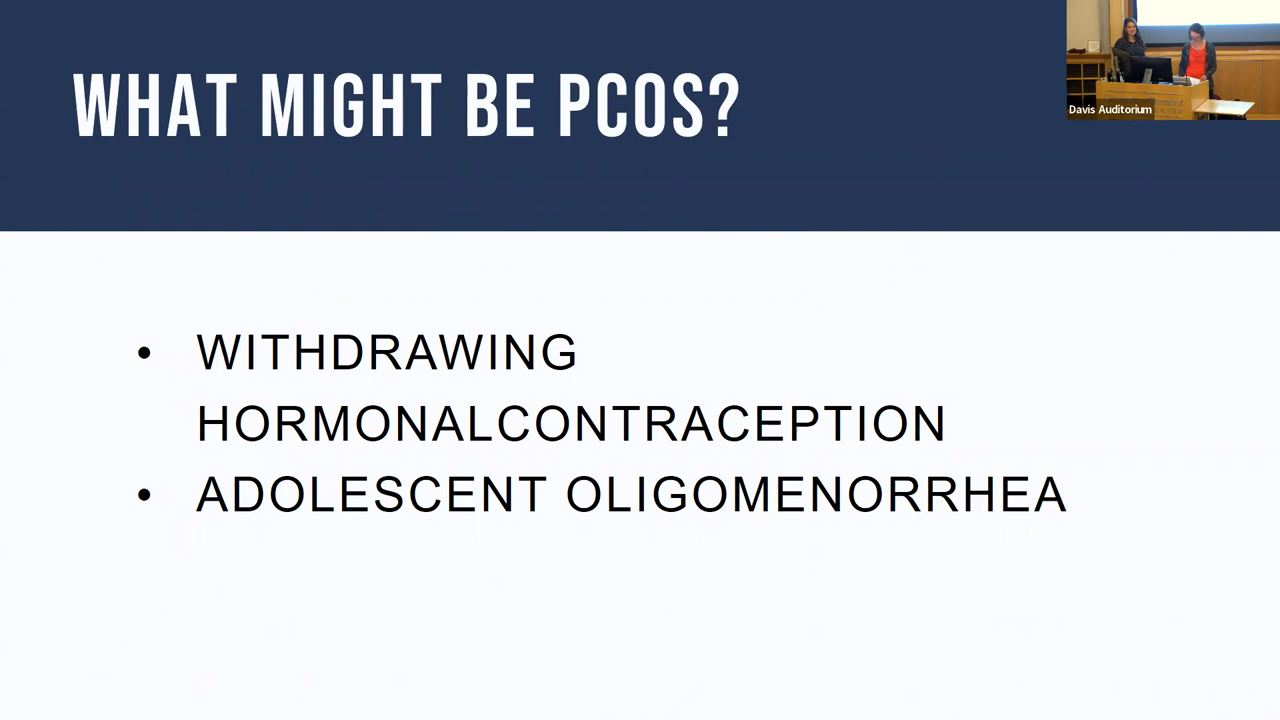 WHAT MIGHT BE PCOS?
Davis Auditorium
• WITHDRAWING
HORMONALCONTRACEPTION
• ADOLESCENT OLIGOMENORRHEA